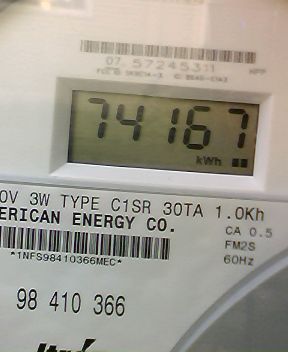 07 57245311
74167
kWh
0V 3W TYPE C1SR 30TA 1.0Kh
ERICAN ENERGY CO.
CA 0.5
FM2S
*1NFS98410366MEC*
60Hz
98 410 366